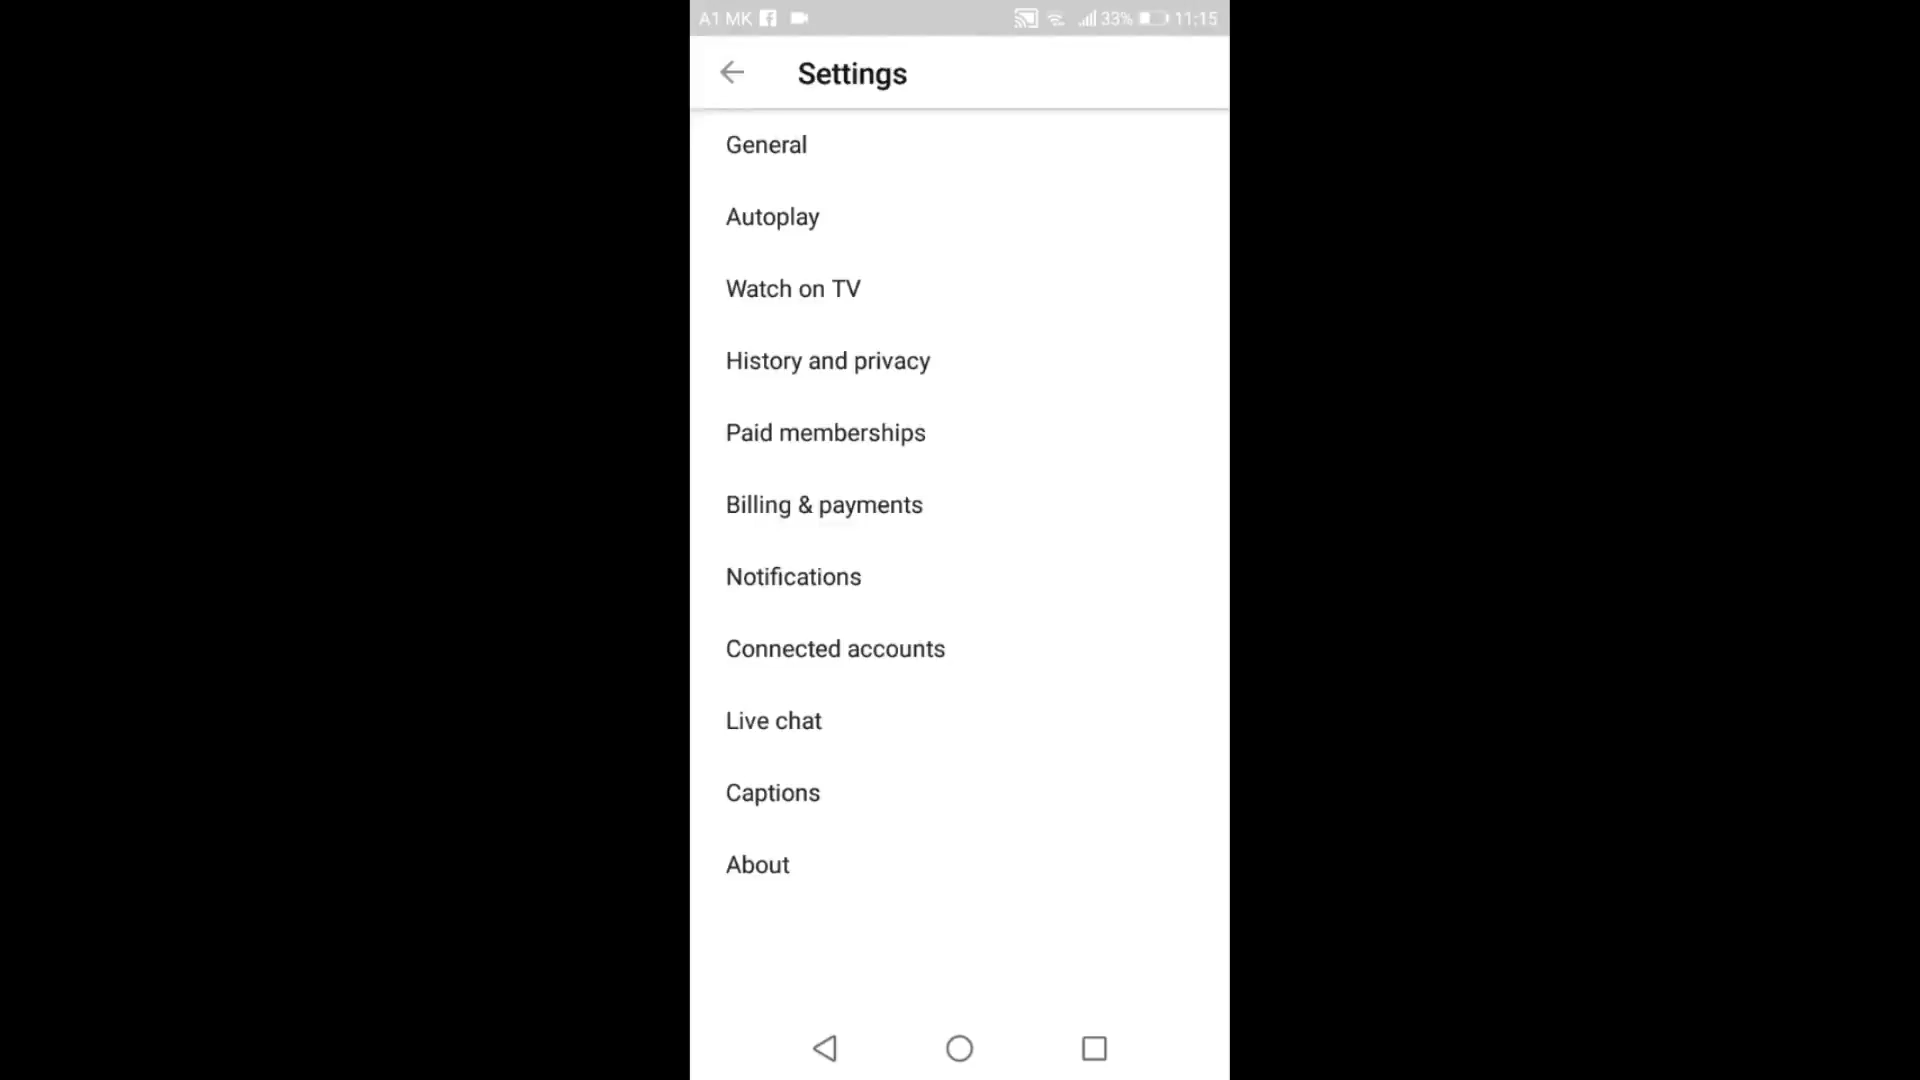 A1 MK 33% 11:15
Settings
General
Autoplay
Watch on TV
History and privacy
Paid memberships
Billing & payments
Notifications
Connected accounts
Live chat
Captions
About